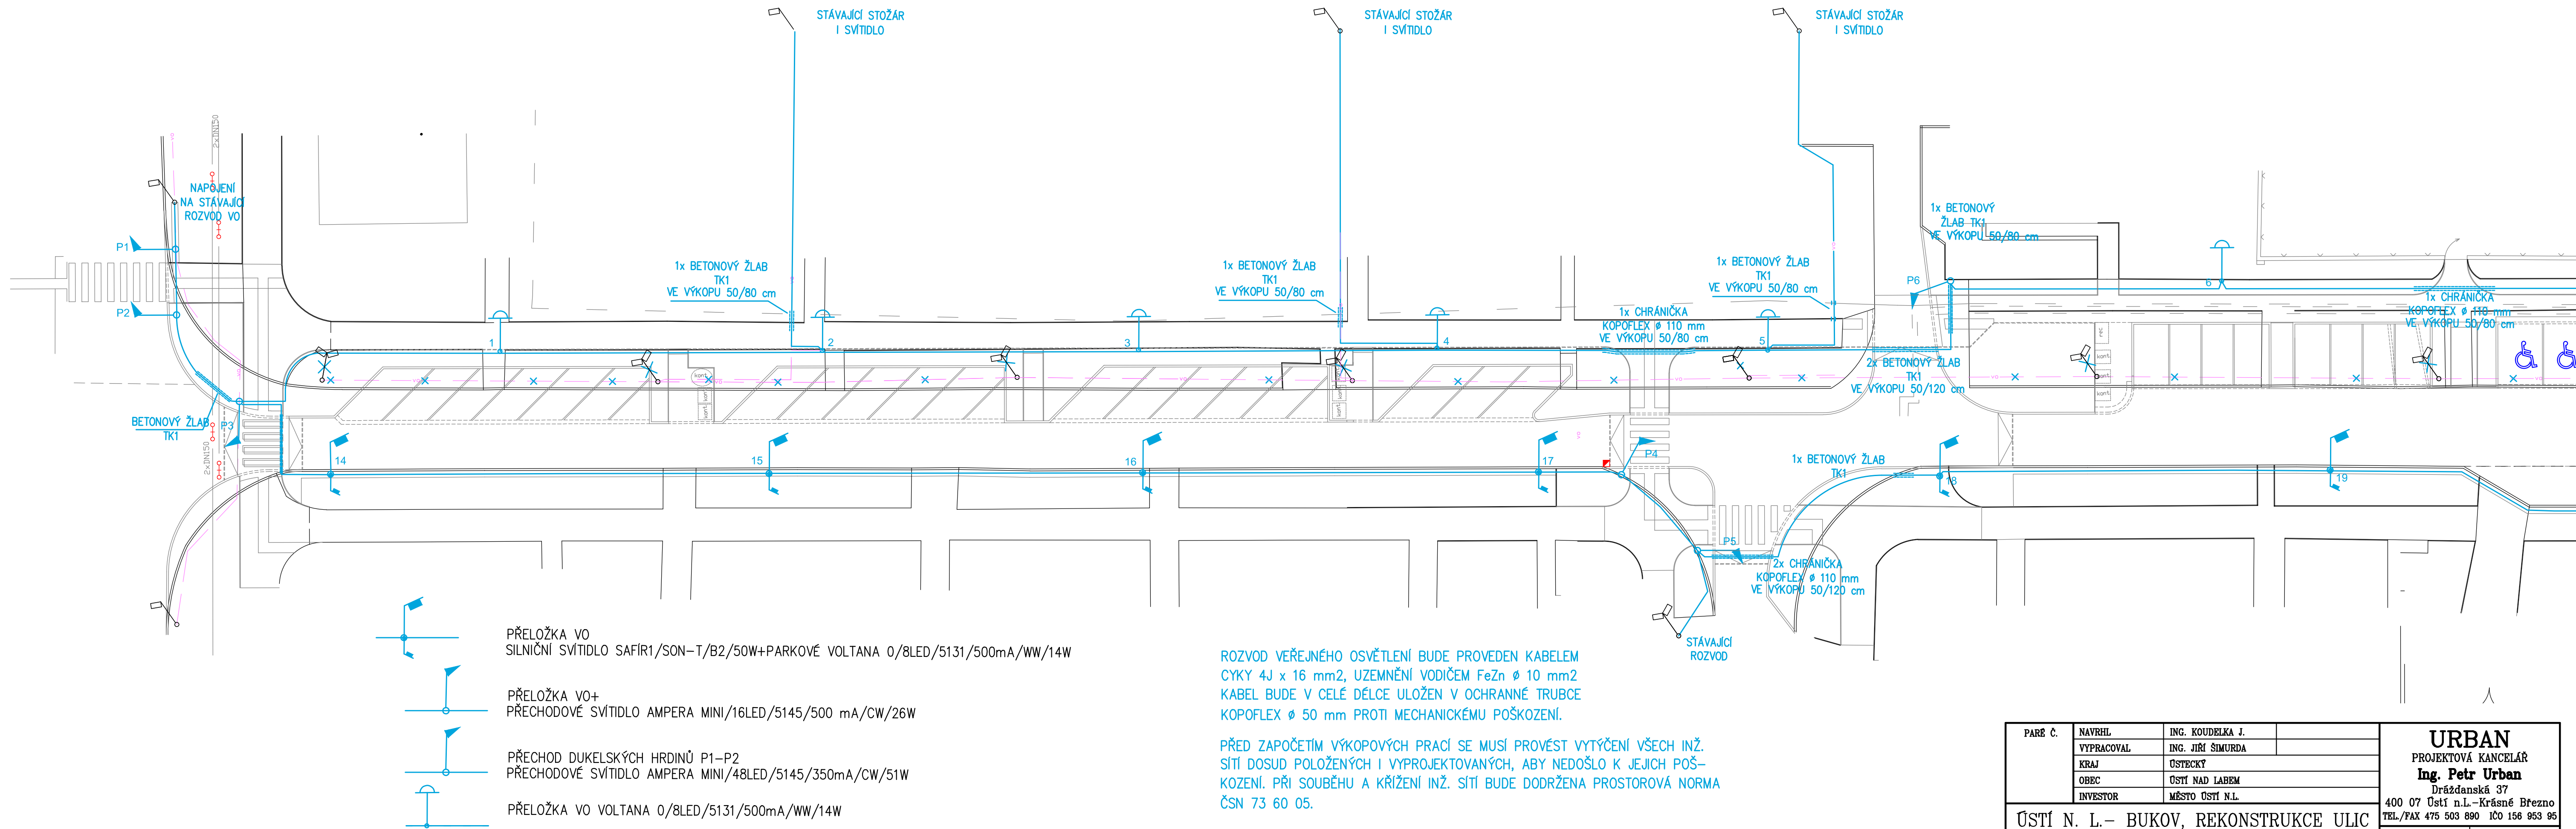 STÁVAJÍCÍ STOŽÁR
I SVÍTIDLO
STÁVAJÍCÍ STOŽÁR
I SVÍTIDLO
STÁVAJÍCÍ STOŽÁR
I SVÍTIDLO
2xDN150
NAPOJENÍ
NA STÁVAJÍCÍ
ROZVOD VO
P1
P2
1x BETONOVÝ ŽLAB
TK1
VE VÝKOPU 50/80 cm
1x BETONOVÝ ŽLAB
TK1
VE VÝKOPU 50/80 cm
1x BETONOVÝ ŽLAB
TK1
VE VÝKOPU 50/80 cm
1x BETONOVÝ
ŽLAB TK1
VE VÝKOPU 50/80 cm
P6
6
1x CHRÁNIČKA
KOPOFLEX ø 110 mm
VE VÝKOPU 50/80 cm
1x CHRÁNIČKA
KOPOFLEX ø 110 mm
VE VÝKOPU 50/80 cm
1
2
3
4
5
2x BETONOVÝ ŽLAB
TK1
VE VÝKOPU 50/120 cm
kont.
kont.
kont.
kont.
kont.
kont.
kont.
kont.
BETONOVÝ ŽLAB
TK1
P3
2xDN150
14
15
16
17
P4
1x BETONOVÝ ŽLAB
TK1
18
19
P5
2x CHRÁNIČKA
KOPOFLEX ø 110 mm
VE VÝKOPU 50/120 cm
STÁVAJÍCÍ
ROZVOD
PŘELOŽKA VO
SILNIČNÍ SVÍTIDLO SAFÍR1/SON-T/B2/50W+PARKOVÉ VOLTANA 0/8LED/5131/500mA/WW/14W
PŘELOŽKA VO+
PŘECHODOVÉ SVÍTIDLO AMPERA MINI/16LED/5145/500 mA/CW/26W
PŘECHOD DUKELSKÝCH HRDINŮ P1-P2
PŘECHODOVÉ SVÍTIDLO AMPERA MINI/48LED/5145/350mA/CW/51W
PŘELOŽKA VO VOLTANA 0/8LED/5131/500mA/WW/14W
ROZVOD VEŘEJNÉHO OSVĚTLENÍ BUDE PROVEDEN KABELEM
CYKY 4J x 16 mm2, UZEMNĚNÍ VODIČEM FeZn ø 10 mm2
KABEL BUDE V CELÉ DÉLCE ULOŽEN V OCHRANNÉ TRUBCE
KOPOFLEX ø 50 mm PROTI MECHANICKÉMU POŠKOZENÍ.
PŘED ZAPOČETÍM VÝKOPOVÝCH PRACÍ SE MUSÍ PROVÉST VYTÝČENÍ VŠECH INŽ.
SÍTÍ DOSUD POLOŽENÝCH I VYPROJEKTOVANÝCH, ABY NEDOŠLO K JEJICH POŠ-
KOZENÍ. PŘI SOUBĚHU A KŘÍŽENÍ INŽ. SÍTÍ BUDE DODRŽENA PROSTOROVÁ NORMA
ČSN 73 60 05.
PARÉ Č.
NAVRHL ING. KOUDELKA J.
VYPRACOVAL ING. JIŘÍ ŠIMURDA
KRAJ ÚSTECKÝ
OBEC ÚSTÍ NAD LABEM
INVESTOR MĚSTO ÚSTÍ N.L.
URBAN
PROJEKTOVÁ KANCELÁŘ
Ing. Petr Urban
Drážďanská 37
400 07 Ústí n.L.-Krásné Březno
TEL./FAX 475 503 890 IČO 156 953 95
ÚSTÍ N. L.- BUKOV, REKONSTRUKCE ULIC